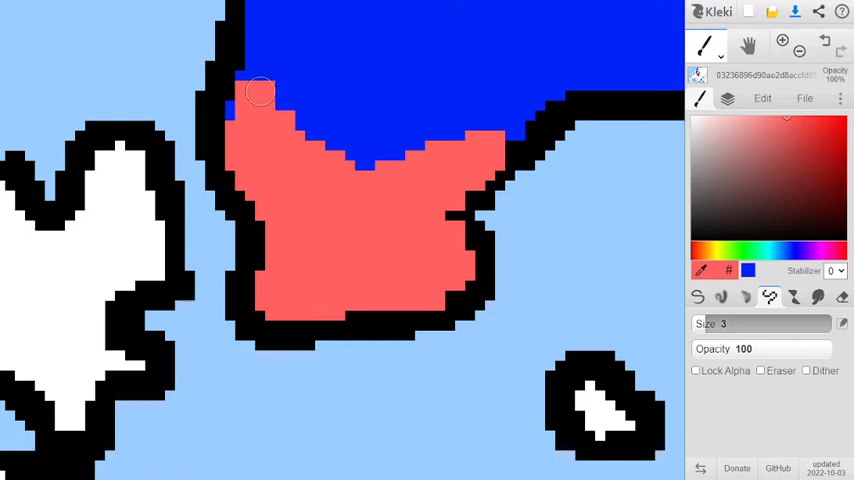 Kleki
03236896d90ae2d8accfd8
Opacity
100%
Edit
File
#
Stabilizer 0
Size 3
Opacity 100
Lock Alpha Eraser Dither
Donate
GitHub
updated
2022-10-03